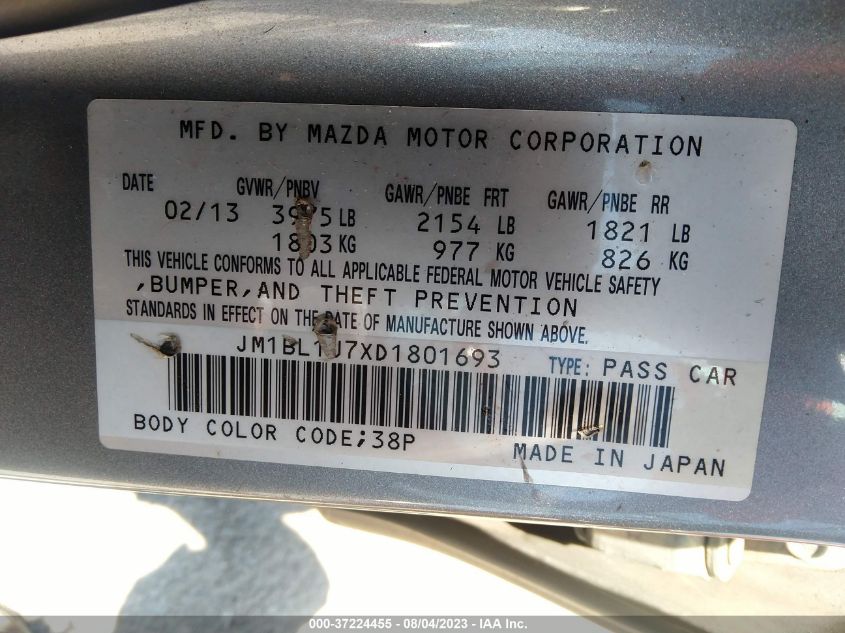 MFD. BY MAZDA MOTOR CORPORATION
DATE GVWR/PNBV GAWR/PNBE FRT GAWR/PNBE RR
02/13 3975 LB 2154 LB 1821 LB
1803 KG 977 KG 826 KG
THIS VEHICLE CONFORMS TO ALL APPLICABLE FEDERAL MOTOR VEHICLE SAFETY
,BUMPER,AND THEFT PREVENTION
STANDARDS IN EFFECT ON THE DATE OF MANUFACTURE SHOWN ABOVE.
JM1BL1U7XD1801693 TYPE: PASS CAR
BODY COLOR CODE;38P MADE IN JAPAN
000-37224455 - 08/04/2023 - IAA Inc.